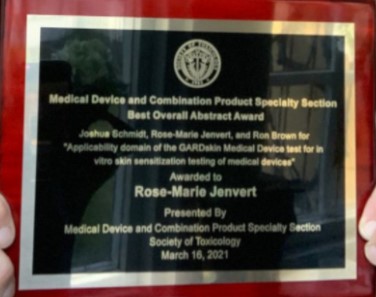 Medical Device and Combination Product Specialty Section
Best Overall Abstract Award
Joshua Schmidt, Rose-Marie Jenvert, and Ron Brown for
"Applicability domain of the GARDskin Medical Device test for in
vitro skin sensitization testing of medical devices"
Awarded to
Rose-Marie Jenvert
Presented By
Medical Device and Combination Product Specialty Section
Society of Toxicology
March 16, 2021